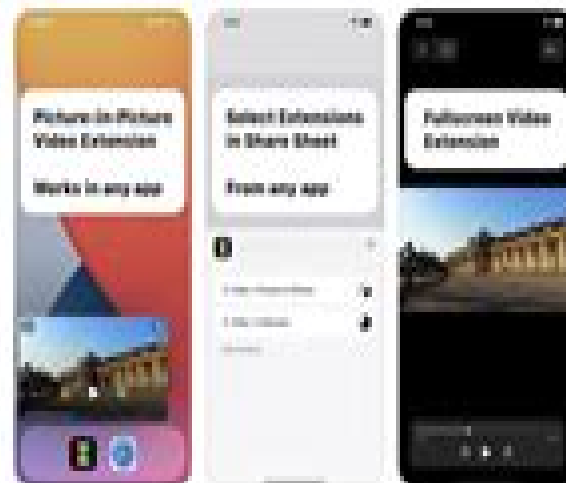 Picture in Picture
Video Extension
Works in any app
Select Extensions
in Share Sheet
From any app
Fullscreen Video
Extension